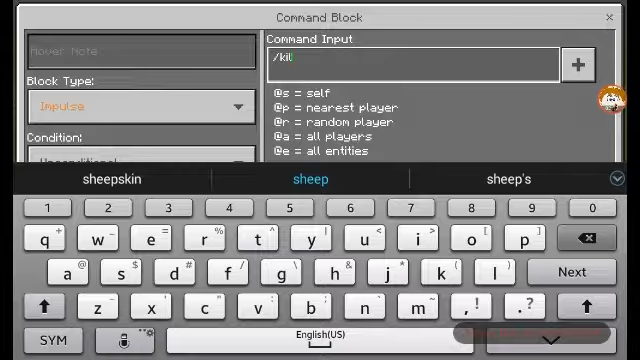 Command Block
×
Hover Note
Command Input
/kil
+
Block Type:
Impulse
@s = self
@p = nearest player
@r = random player
@a = all players
@e = all entities
Condition:
Unconditional
sheepskin sheep sheep's
1 2 3 4 5 6 7 8 9 0
q + w - e = r % t ^ y | u < i > o [ p ]
a @ s $ d # f / g \ h & j * k ( l ) Next
z x c v b n m ~ , ! . ?
SYM English(US)